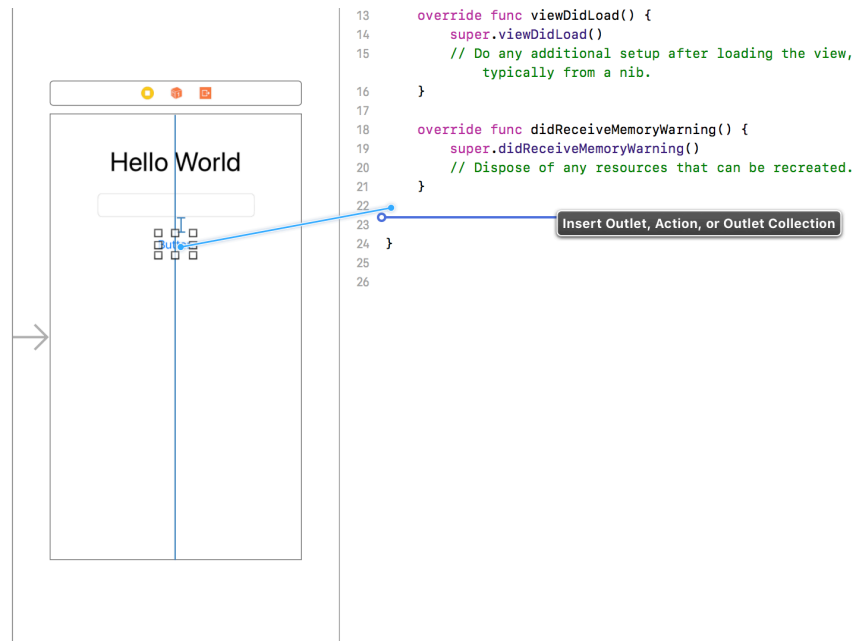 13 override func viewDidLoad() {
14 super.viewDidLoad()
15 // Do any additional setup after loading the view,
typically from a nib.
16 }
17
18 override func didReceiveMemoryWarning() {
19 super.didReceiveMemoryWarning()
20 // Dispose of any resources that can be recreated.
21 }
22
23
24 }
25
26
Hello World
Button
Insert Outlet, Action, or Outlet Collection